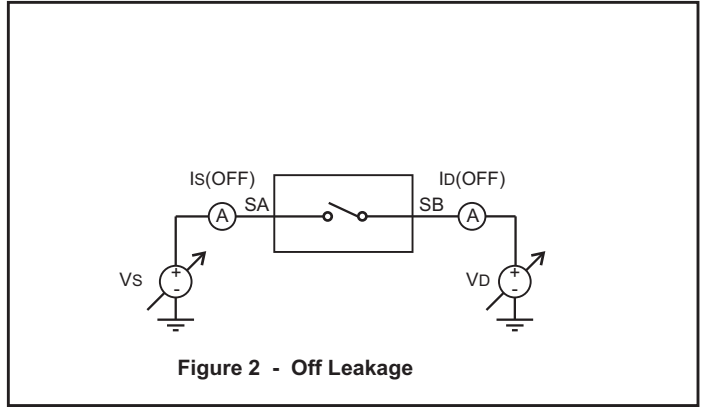 IS(OFF) ID(OFF)
SA SB
A A
VS + - VD + -
Figure 2 - Off Leakage